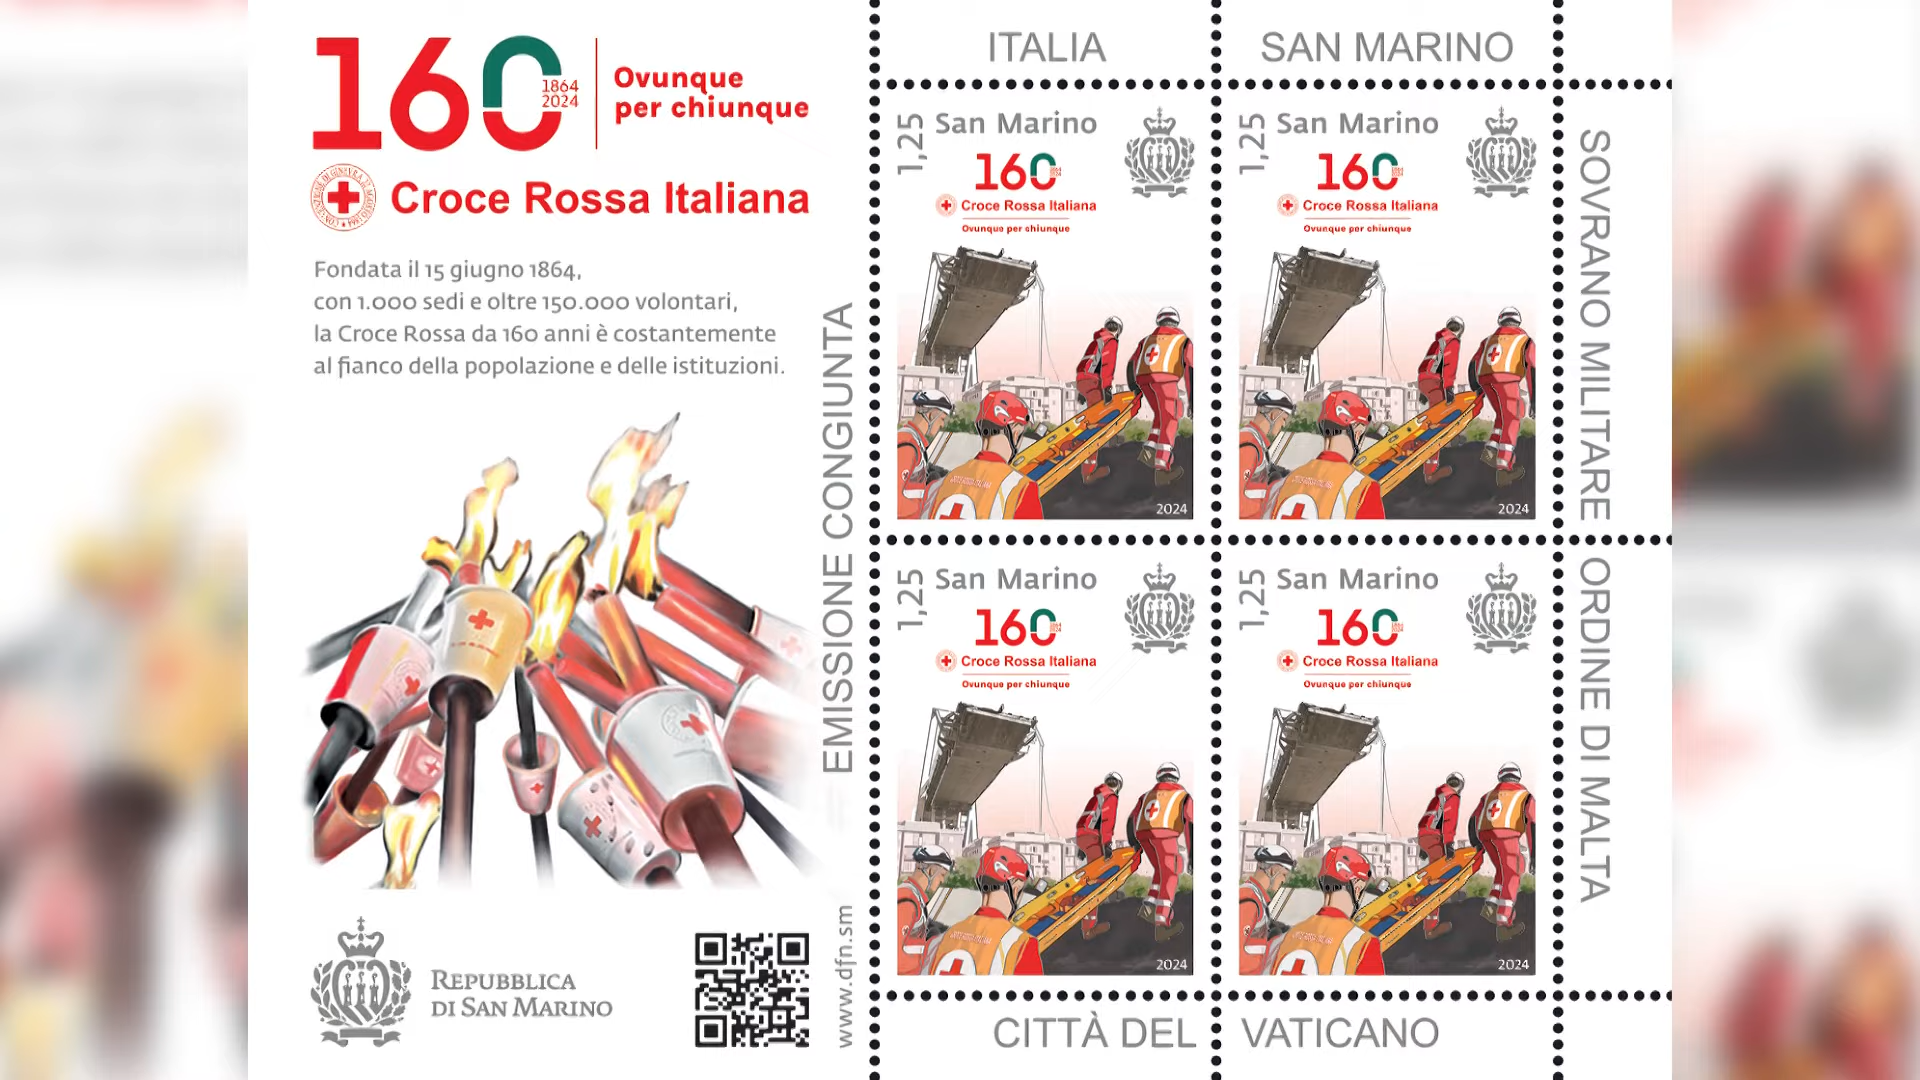 160
1864
2024
Ovunque
per chiunque
Croce Rossa Italiana
Fondata il 15 giugno 1864,
con 1.000 sedi e oltre 150.000 volontari,
la Croce Rossa da 160 anni è costantemente
al fianco della popolazione e delle istituzioni.
REPUBBLICA
DI SAN MARINO
www.dfn.sm
EMISSIONE CONGIUNTA
ITALIA
SAN MARINO
1,25
San Marino
160
Croce Rossa Italiana
Ovunque per chiunque
2024
1,25
San Marino
160
Croce Rossa Italiana
Ovunque per chiunque
2024
1,25
San Marino
160
Croce Rossa Italiana
Ovunque per chiunque
2024
1,25
San Marino
160
Croce Rossa Italiana
Ovunque per chiunque
2024
SOVRANO MILITARE
ORDINE DI MALTA
CITTÀ DEL VATICANO